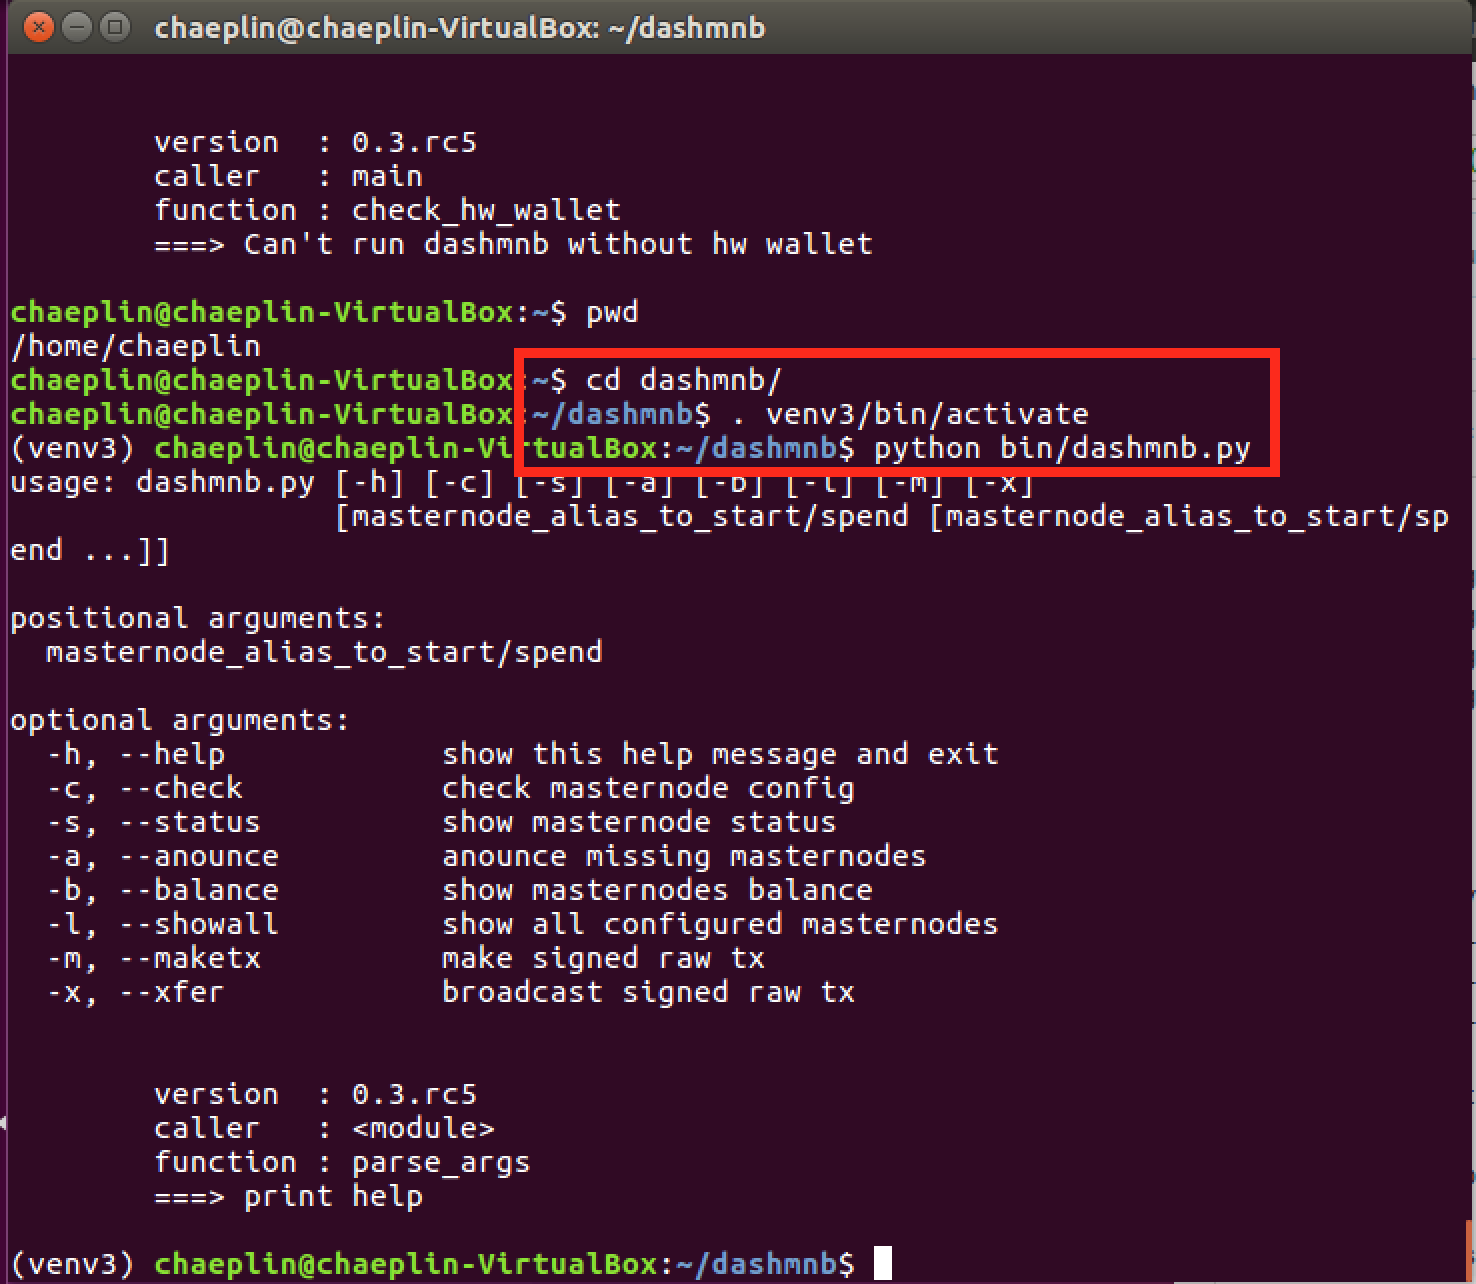 chaeplin@chaeplin-VirtualBox: ~/dashmnb
version  : 0.3.rc5
caller   : main
function : check_hw_wallet
===> Can't run dashmnb without hw wallet
chaeplin@chaeplin-VirtualBox:~$ pwd
/home/chaeplin
chaeplin@chaeplin-VirtualBox:~$ cd dashmnb/
chaeplin@chaeplin-VirtualBox:~/dashmnb$ . venv3/bin/activate
(venv3) chaeplin@chaeplin-VirtualBox:~/dashmnb$ python bin/dashmnb.py
usage: dashmnb.py [-h] [-c] [-s] [-a] [-b] [-l] [-m] [-x]
[masternode_alias_to_start/spend [masternode_alias_to_start/sp
end ...]]
positional arguments:
masternode_alias_to_start/spend
optional arguments:
-h, --help            show this help message and exit
-c, --check           check masternode config
-s, --status          show masternode status
-a, --anounce         anounce missing masternodes
-b, --balance         show masternodes balance
-l, --showall         show all configured masternodes
-m, --maketx          make signed raw tx
-x, --xfer            broadcast signed raw tx
version  : 0.3.rc5
caller   : <module>
function : parse_args
===> print help
(venv3) chaeplin@chaeplin-VirtualBox:~/dashmnb$